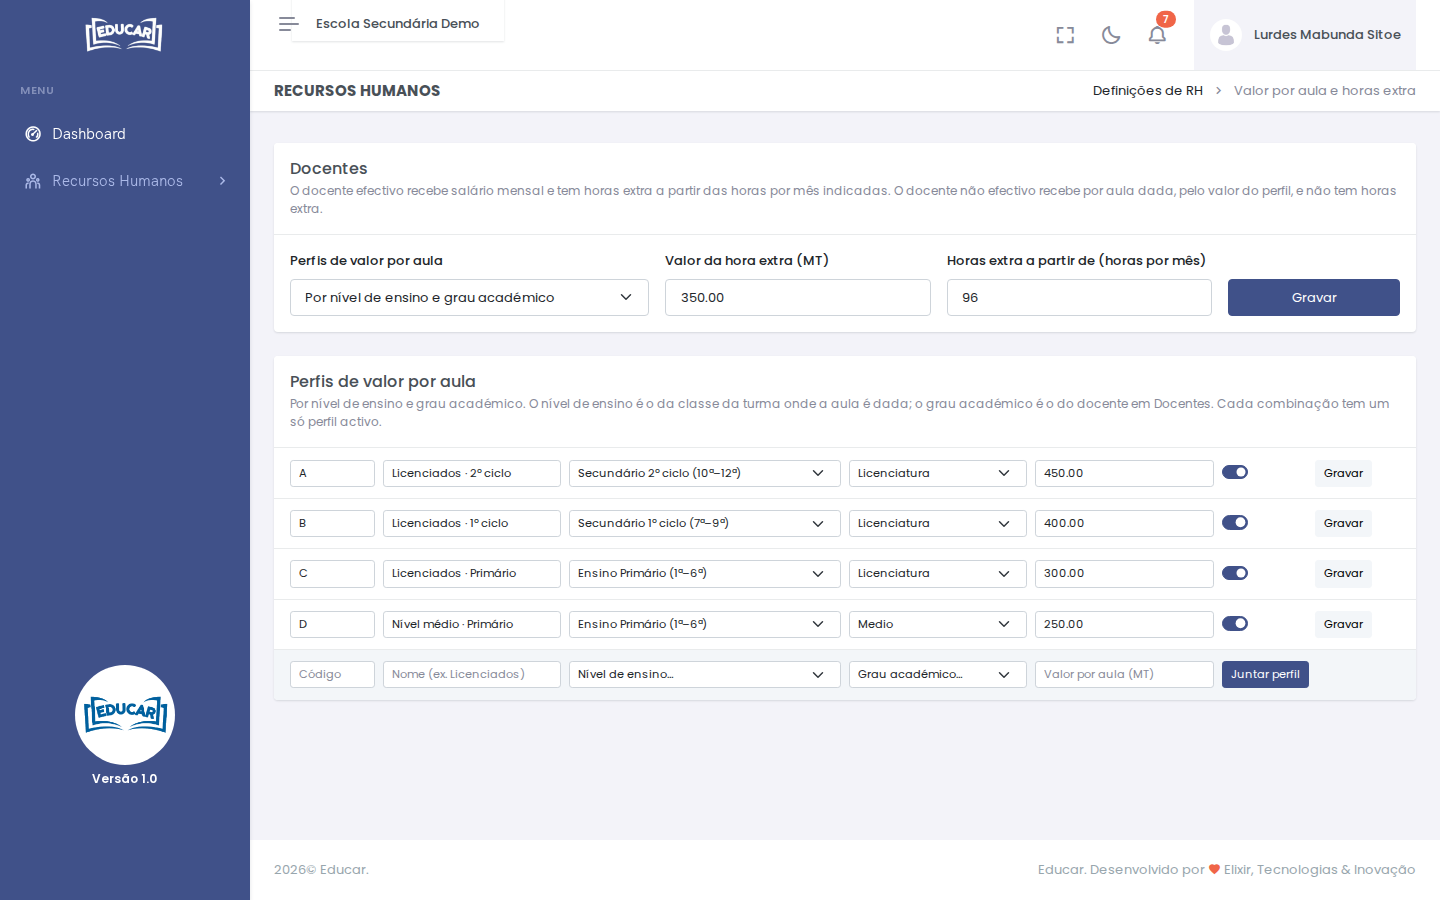 EDUCAR
Escola Secundária Demo
7
Lurdes Mabunda Sitoe
MENU
Dashboard
Recursos Humanos
RECURSOS HUMANOS
Definições de RH > Valor por aula e horas extra
Docentes
O docente efectivo recebe salário mensal e tem horas extra a partir das horas por mês indicadas. O docente não efectivo recebe por aula dada, pelo valor do perfil, e não tem horas
extra.
Perfis de valor por aula
Valor da hora extra (MT)
Horas extra a partir de (horas por mês)
Por nível de ensino e grau académico
350.00
96
Gravar
Perfis de valor por aula
Por nível de ensino e grau académico. O nível de ensino é o da classe da turma onde a aula é dada; o grau académico é o do docente em Docentes. Cada combinação tem um
só perfil activo.
A Licenciados · 2º ciclo Secundário 2º ciclo (10ª–12ª) Licenciatura 450.00 Gravar
B Licenciados · 1º ciclo Secundário 1º ciclo (7ª–9ª) Licenciatura 400.00 Gravar
C Licenciados · Primário Ensino Primário (1ª–6ª) Licenciatura 300.00 Gravar
D Nível médio · Primário Ensino Primário (1ª–6ª) Medio 250.00 Gravar
Código Nome (ex. Licenciados) Nível de ensino... Grau académico... Valor por aula (MT) Juntar perfil
EDUCAR
Versão 1.0
2026© Educar.
Educar. Desenvolvido por Elixir, Tecnologias & Inovação